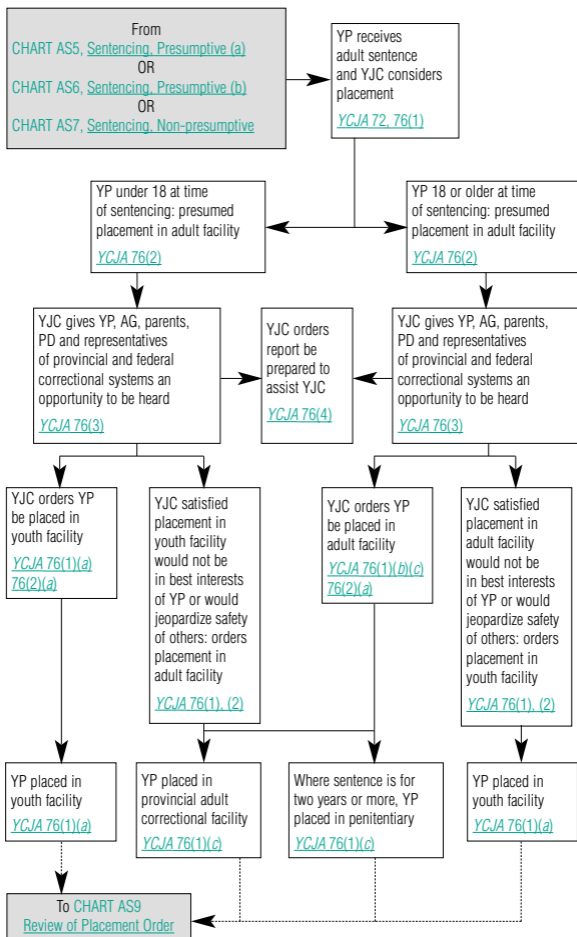 From
CHART AS5, Sentencing, Presumptive (a)
OR
CHART AS6, Sentencing, Presumptive (b)
OR
CHART AS7, Sentencing, Non-presumptive
YP receives
adult sentence
and YJC considers
placement
YCJA 72, 76(1)
YP under 18 at time
of sentencing: presumed
placement in adult facility
YCJA 76(2)
YP 18 or older at time
of sentencing: presumed
placement in adult facility
YCJA 76(2)
YJC gives YP, AG, parents,
PD and representatives
of provincial and federal
correctional systems an
opportunity to be heard
YCJA 76(3)
YJC orders
report be
prepared to
assist YJC
YCJA 76(4)
YJC gives YP, AG, parents,
PD and representatives
of provincial and federal
correctional systems an
opportunity to be heard
YCJA 76(3)
YJC orders YP
be placed in
youth facility
YCJA 76(1)(a)
76(2)(a)
YJC satisfied
placement in
youth facility
would not be
in best interests
of YP or would
jeopardize safety
of others: orders
placement in
adult facility
YCJA 76(1), (2)
YJC orders YP
be placed in
adult facility
YCJA 76(1)(b)(c)
76(2)(a)
YJC satisfied
placement in
adult facility
would not be
in best interests
of YP or would
jeopardize safety
of others: orders
placement in
youth facility
YCJA 76(1), (2)
YP placed in
youth facility
YCJA 76(1)(a)
YP placed in
provincial adult
correctional facility
YCJA 76(1)(c)
Where sentence is for
two years or more, YP
placed in penitentiary
YCJA 76(1)(c)
YP placed in
youth facility
YCJA 76(1)(a)
To CHART AS9
Review of Placement Order